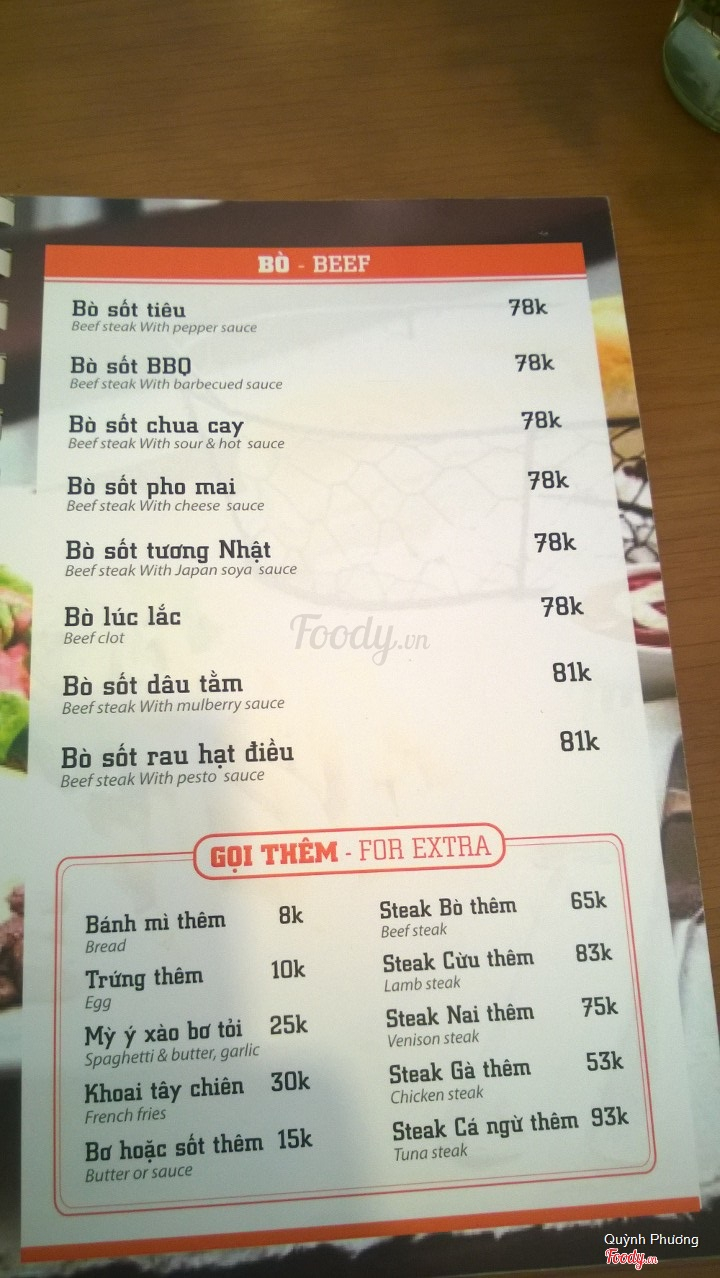 BÒ - BEEF
Bò sốt tiêu 78k
Beef steak With pepper sauce
Bò sốt BBQ 78k
Beef steak With barbecued sauce
Bò sốt chua cay 78k
Beef steak With sour & hot sauce
Bò sốt pho mai 78k
Beef steak With cheese sauce
Bò sốt tương Nhật 78k
Beef steak With Japan soya sauce
Bò lúc lắc 78k
Beef clot
Foody.vn
Bò sốt dâu tằm 81k
Beef steak With mulberry sauce
Bò sốt rau hạt điều 81k
Beef steak With pesto sauce
GỌI THÊM - FOR EXTRA
Bánh mì thêm 8k
Bread
Trứng thêm 10k
Egg
Mỳ ý xào bơ tỏi 25k
Spaghetti & butter, garlic
Khoai tây chiên 30k
French fries
Bơ hoặc sốt thêm 15k
Butter or sauce
Steak Bò thêm 65k
Beef steak
Steak Cừu thêm 83k
Lamb steak
Steak Nai thêm 75k
Venison steak
Steak Gà thêm 53k
Chicken steak
Steak Cá ngừ thêm 93k
Tuna steak
Quỳnh Phương
Foody.vn